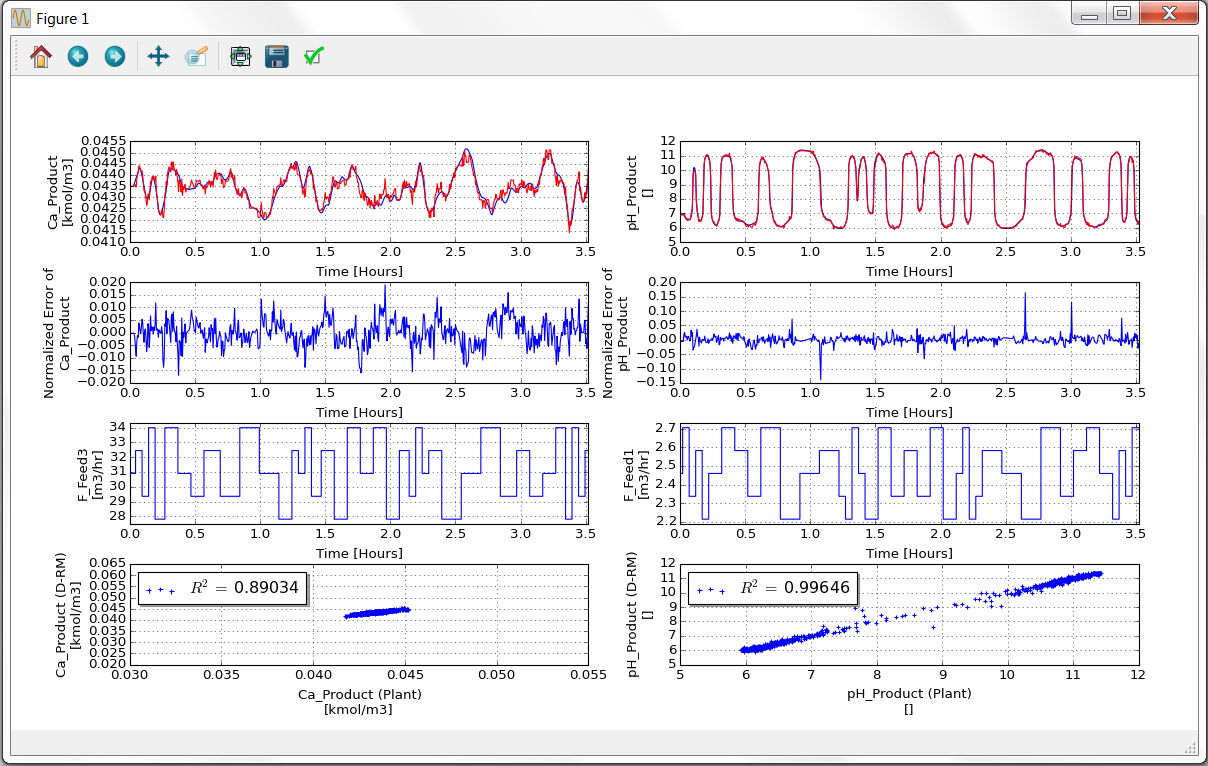 Figure 1
Ca_Product
[kmol/m3]
0.0455
0.0450
0.0445
0.0440
0.0435
0.0430
0.0425
0.0420
0.0415
0.0410
0.0 0.5 1.0 1.5 2.0 2.5 3.0 3.5
Time [Hours]
pH_Product
[]
12
11
10
9
8
7
6
5
0.0 0.5 1.0 1.5 2.0 2.5 3.0 3.5
Time [Hours]
Normalized Error of
Ca_Product
0.020
0.015
0.010
0.005
0.000
−0.005
−0.010
−0.015
−0.020
0.0 0.5 1.0 1.5 2.0 2.5 3.0 3.5
Time [Hours]
Normalized Error of
pH_Product
0.20
0.15
0.10
0.05
0.00
−0.05
−0.10
−0.15
0.0 0.5 1.0 1.5 2.0 2.5 3.0 3.5
Time [Hours]
F_Feed3
[m3/hr]
34
33
32
31
30
29
28
0.0 0.5 1.0 1.5 2.0 2.5 3.0 3.5
Time [Hours]
F_Feed1
[m3/hr]
2.7
2.6
2.5
2.4
2.3
2.2
0.0 0.5 1.0 1.5 2.0 2.5 3.0 3.5
Time [Hours]
Ca_Product (D-RM)
[kmol/m3]
0.065
0.060
0.055
0.050
0.045
0.040
0.035
0.030
0.025
0.020
R² = 0.89034
0.030 0.035 0.040 0.045 0.050 0.055
Ca_Product (Plant)
[kmol/m3]
pH_Product (D-RM)
[]
12
11
10
9
8
7
6
5
R² = 0.99646
5 6 7 8 9 10 11 12
pH_Product (Plant)
[]